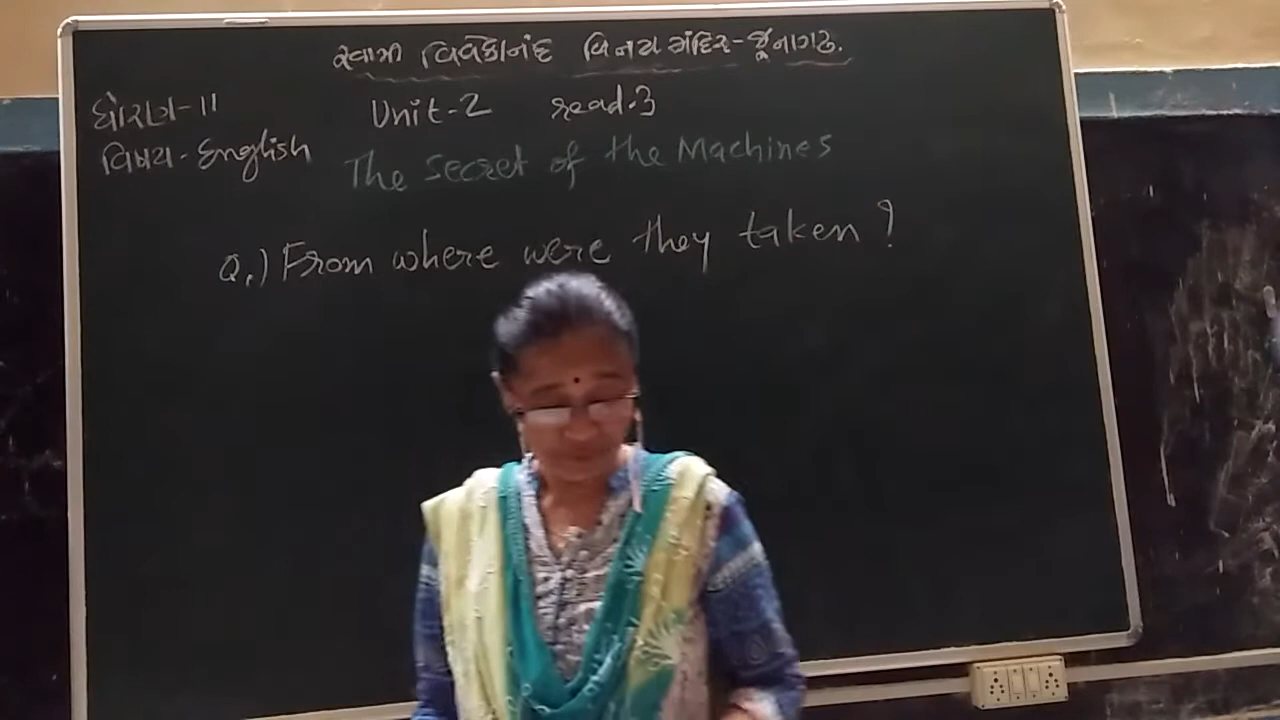 સ્વામી વિવેકાનંદ વિનય મંદિર-જૂનાગઢ.
ધોરણ-11
Unit-2 read.3
વિષય-English
The Secret of the Machines
Q.) From where were they taken?